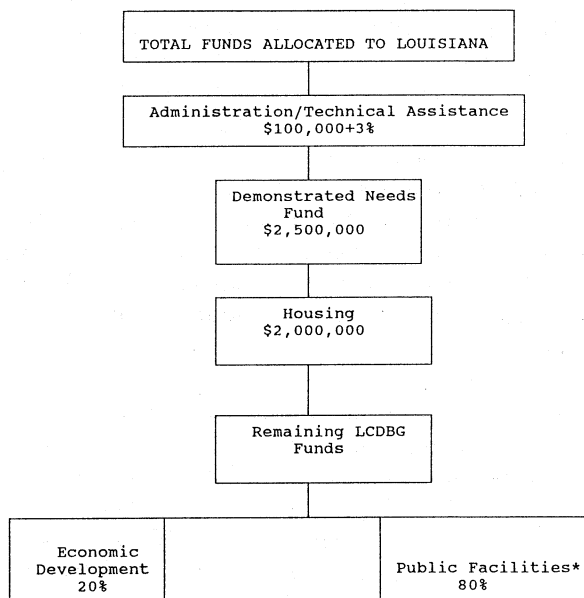 TOTAL FUNDS ALLOCATED TO LOUISIANA
Administration/Technical Assistance
$100,000+3%
Demonstrated Needs
Fund
$2,500,000
Housing
$2,000,000
Remaining LCDBG
Funds
Economic
Development
20%
Public Facilities*
80%